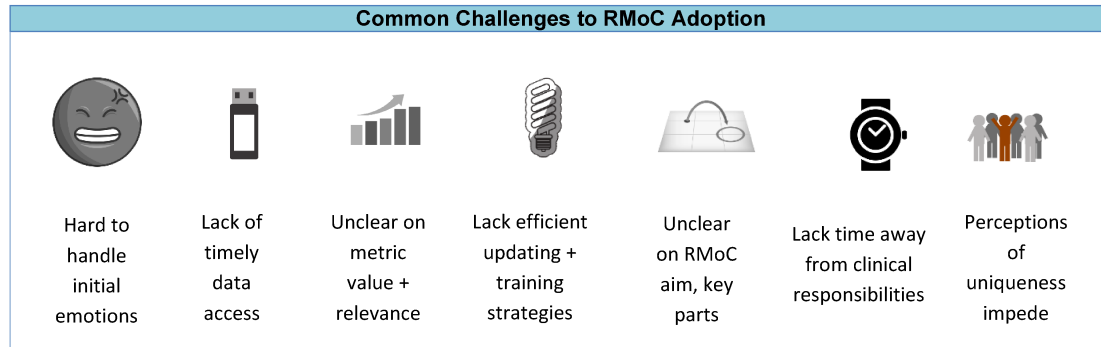 Common Challenges to RMoC Adoption
Hard to
handle
initial
emotions
Lack of
timely
data
access
Unclear on
metric
value +
relevance
Lack efficient
updating +
training
strategies
Unclear
on RMoC
aim, key
parts
Lack time away
from clinical
responsibilities
Perceptions
of
uniqueness
impede